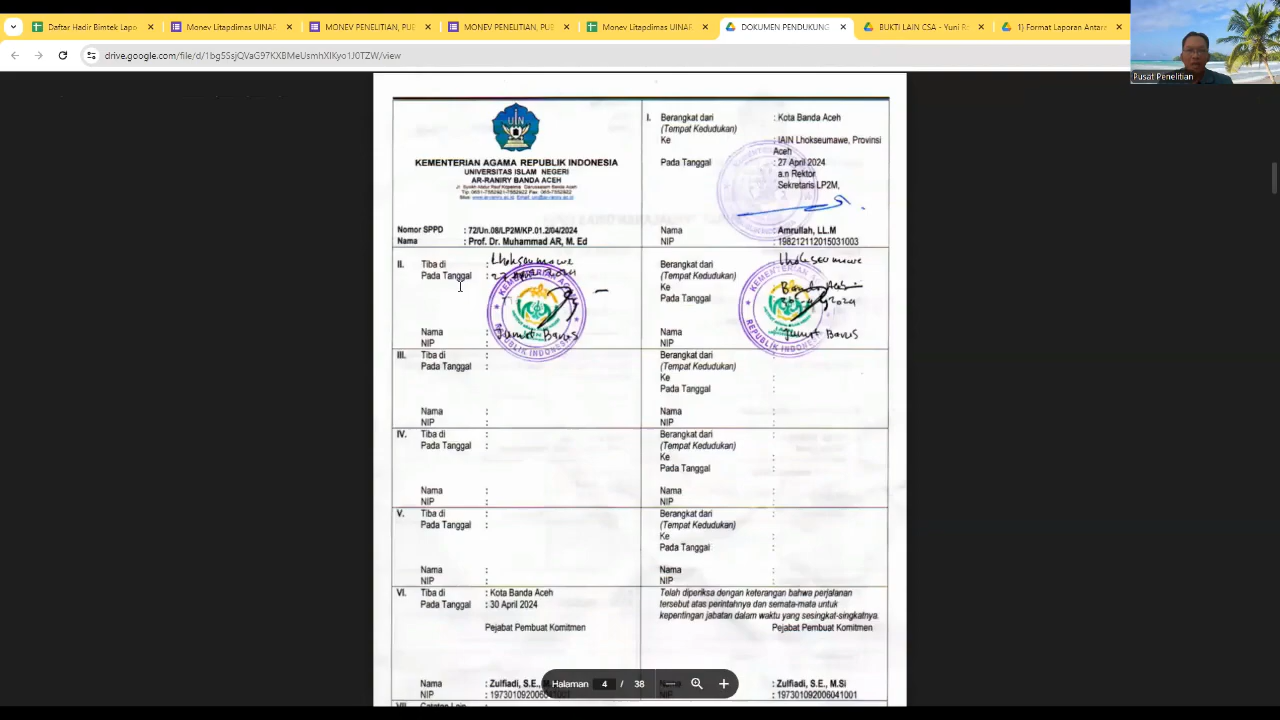 Daftar Hadir Bimtek Lapo
Monev Litapdimas UINAR
MONEV PENELITIAN, PUE
MONEV PENELITIAN, PUE
Monev Litapdimas UINAR
DOKUMEN PENDUKUNG
BUKTI LAIN CSA - Yuni R
1) Format Laporan Antara
drive.google.com/file/d/1bg5SsjQVaG97KXBMeUsmhXIKyo1J0TZW/view
Pusat Penelitian
KEMENTERIAN AGAMA REPUBLIK INDONESIA
UNIVERSITAS ISLAM NEGERI
AR-RANIRY BANDA ACEH
Nomor SPPD : 72/Un.08/LP2M/KP.01.2/04/2024
Nama : Prof. Dr. Muhammad AR, M. Ed
I. Berangkat dari : Kota Banda Aceh
(Tempat Kedudukan)
Ke : IAIN Lhokseumawe, Provinsi
Aceh
Pada Tanggal : 27 April 2024
a.n Rektor
Sekretaris LP2M,
Nama : Amrullah, LL.M
NIP : 198212112015031003
II. Tiba di : Lhokseumawe
Pada Tanggal :
Nama :
NIP :
Berangkat dari : Lhokseumawe
(Tempat Kedudukan)
Ke : Banda Aceh
Pada Tanggal
Nama
NIP
III. Tiba di :
Pada Tanggal :
Nama :
NIP :
Berangkat dari :
(Tempat Kedudukan)
Ke :
Pada Tanggal :
Nama :
NIP :
IV. Tiba di :
Pada Tanggal :
Nama :
NIP :
Berangkat dari :
(Tempat Kedudukan)
Ke :
Pada Tanggal :
Nama :
NIP :
V. Tiba di :
Pada Tanggal :
Nama :
NIP :
Berangkat dari :
(Tempat Kedudukan)
Ke :
Pada Tanggal :
Nama :
NIP :
VI. Tiba di : Kota Banda Aceh
Pada Tanggal : 30 April 2024
Pejabat Pembuat Komitmen
Nama : Zulfiadi, S.E., M.
NIP : 197301092006041001
Telah diperiksa dengan keterangan bahwa perjalanan
tersebut atas perintahnya dan semata-mata untuk
kepentingan jabatan dalam waktu yang sesingkat-singkatnya.
Pejabat Pembuat Komitmen
Nama : Zulfiadi, S.E., M.Si
NIP : 197301092006041001
Halaman 4 / 38